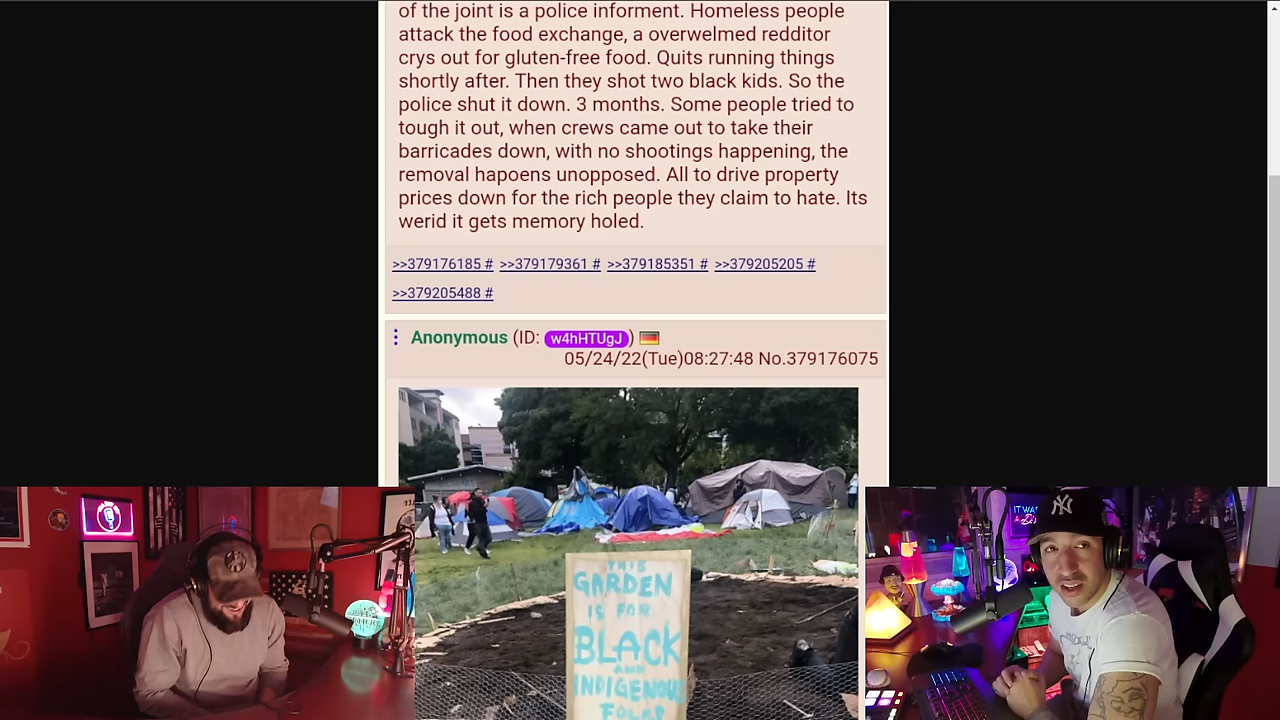 of the joint is a police informent. Homeless people
attack the food exchange, a overwelmed redditor
crys out for gluten-free food. Quits running things
shortly after. Then they shot two black kids. So the
police shut it down. 3 months. Some people tried to
tough it out, when crews came out to take their
barricades down, with no shootings happening, the
removal hapoens unopposed. All to drive property
prices down for the rich people they claim to hate. Its
werid it gets memory holed.
>>379176185 # >>379179361 # >>379185351 # >>379205205 #
>>379205488 #
Anonymous (ID: w4hHTUgJ)
05/24/22(Tue)08:27:48 No.379176075
THIS
GARDEN
IS FOR
BLACK
AND
INDIGENOUS
IT WAS